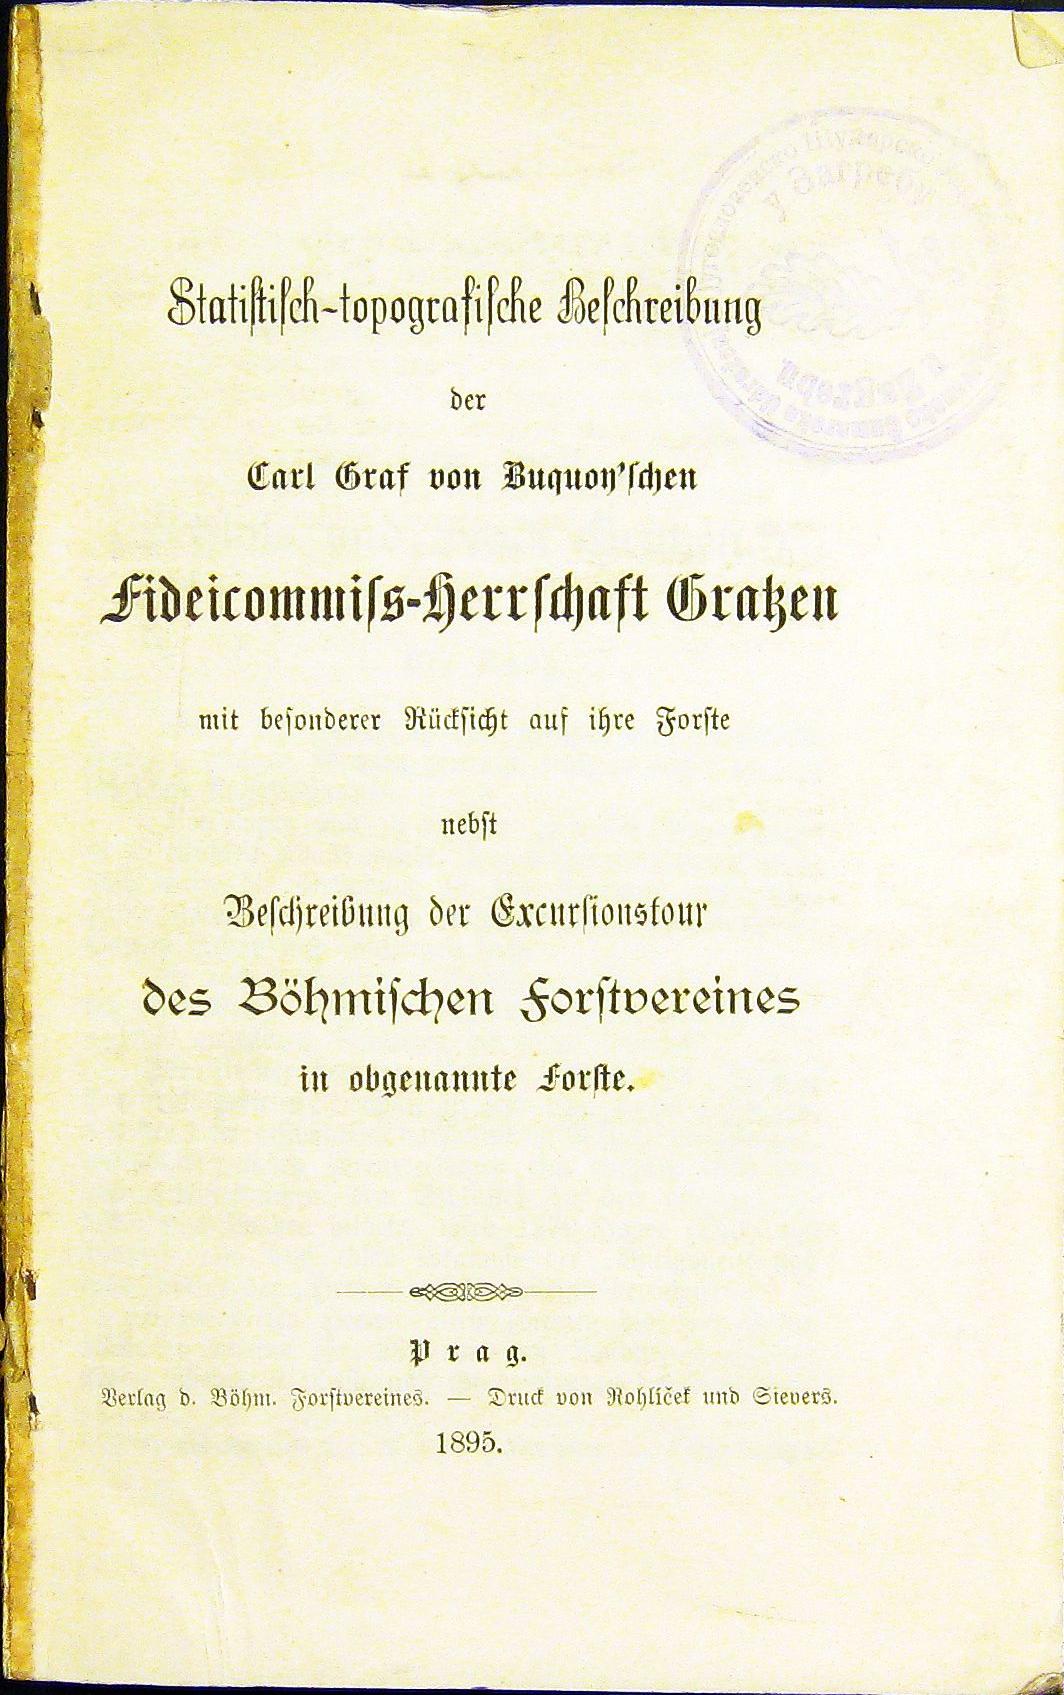 у Загребу
u Zagrebu
Statistisch-topografische Beschreibung
der
Carl Graf von Buquoy'schen
Fideicommiss-Herrschaft Gratzen
mit besonderer Rücksicht auf ihre Forste
nebst
Beschreibung der Excursionstour
des Böhmischen Forstvereines
in obgenannte Forste.
Prag.
Verlag d. Böhm. Forstvereines. — Druck von Rohlíček und Sievers.
1895.